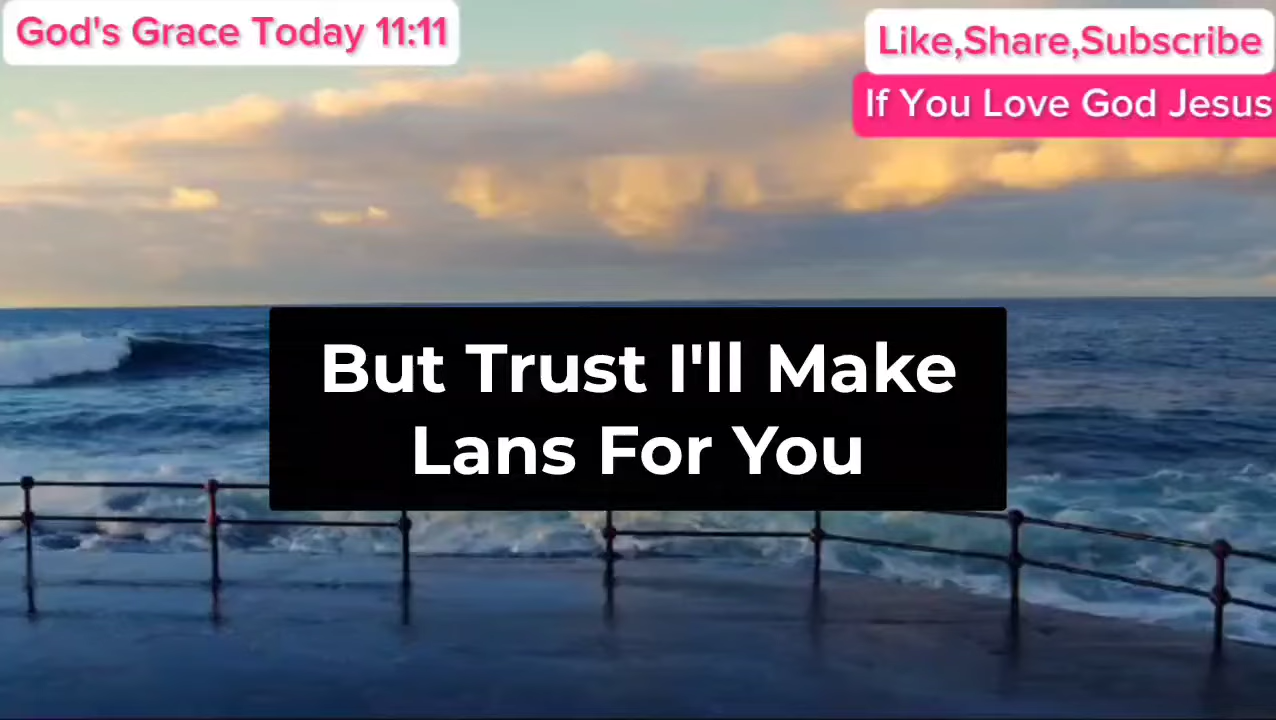 God's Grace Today 11:11
Like,Share,Subscribe
If You Love God Jesus
But Trust I'll Make
Lans For You